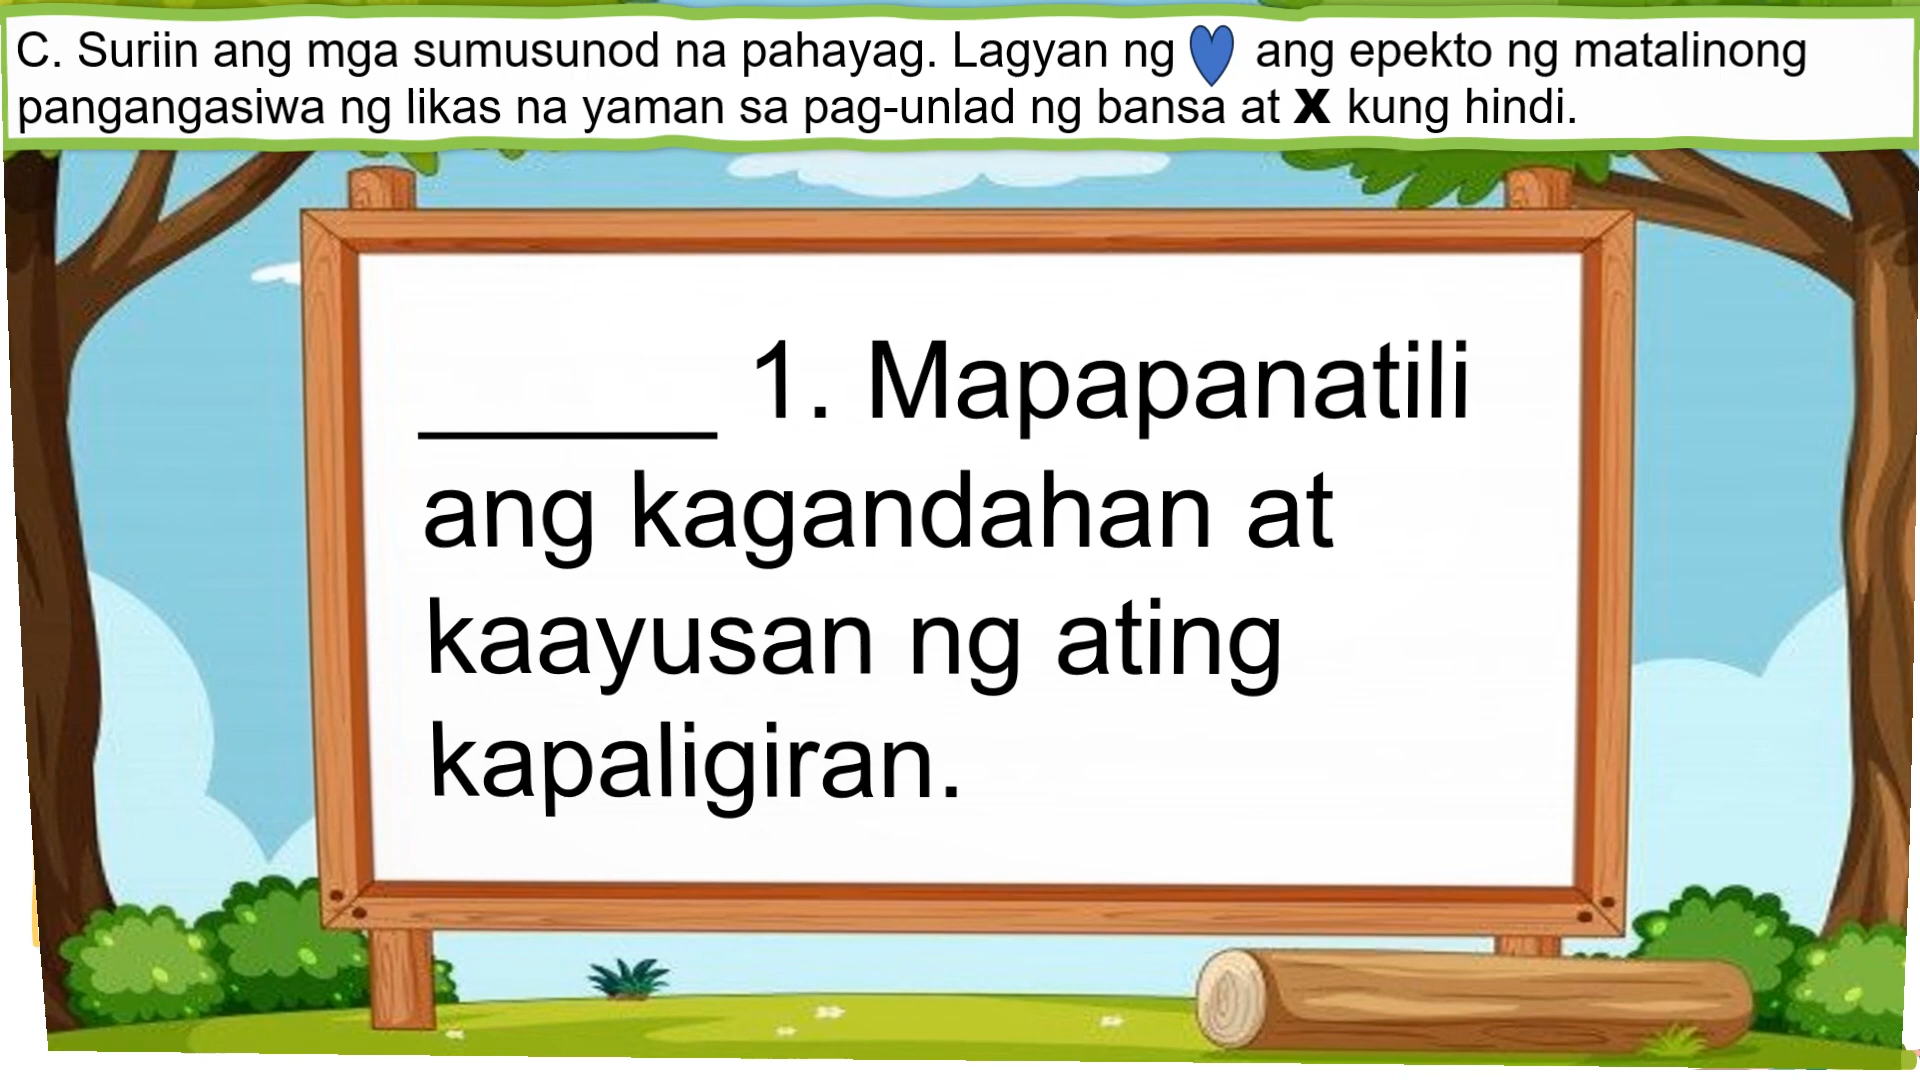 C. Suriin ang mga sumusunod na pahayag. Lagyan ng 💙 ang epekto ng matalinong
pangangasiwa ng likas na yaman sa pag-unlad ng bansa at X kung hindi.
_____ 1. Mapapanatili
ang kagandahan at
kaayusan ng ating
kapaligiran.